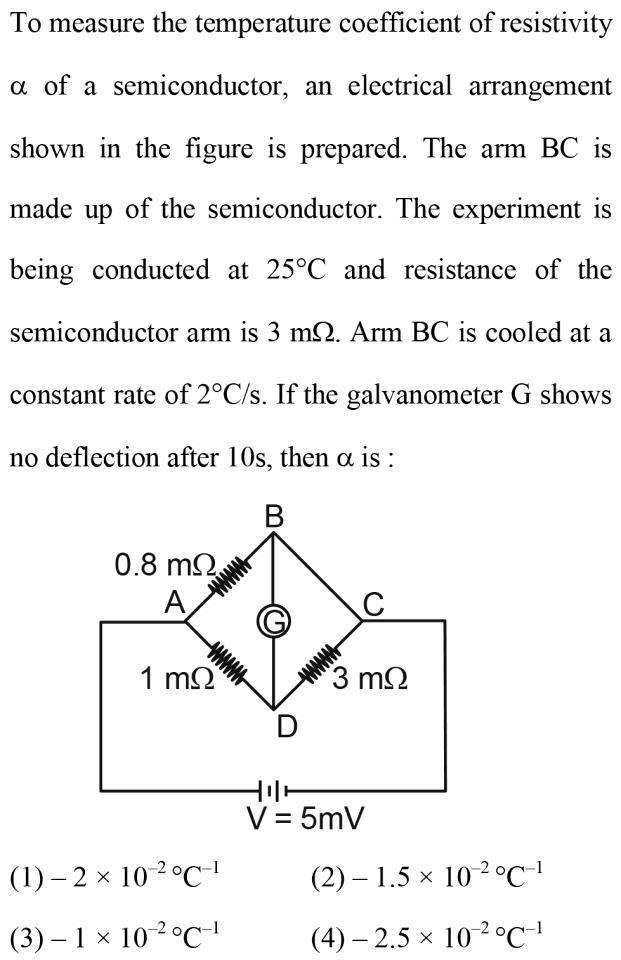 To measure the temperature coefficient of resistivity
α of a semiconductor, an electrical arrangement
shown in the figure is prepared. The arm BC is
made up of the semiconductor. The experiment is
being conducted at 25°C and resistance of the
semiconductor arm is 3 mΩ. Arm BC is cooled at a
constant rate of 2°C/s. If the galvanometer G shows
no deflection after 10s, then α is :
B
0.8 mΩ
A
C
G
1 mΩ
3 mΩ
D
V = 5mV
(1) – 2 × 10⁻² °C⁻¹ (2) – 1.5 × 10⁻² °C⁻¹
(3) – 1 × 10⁻² °C⁻¹ (4) – 2.5 × 10⁻² °C⁻¹